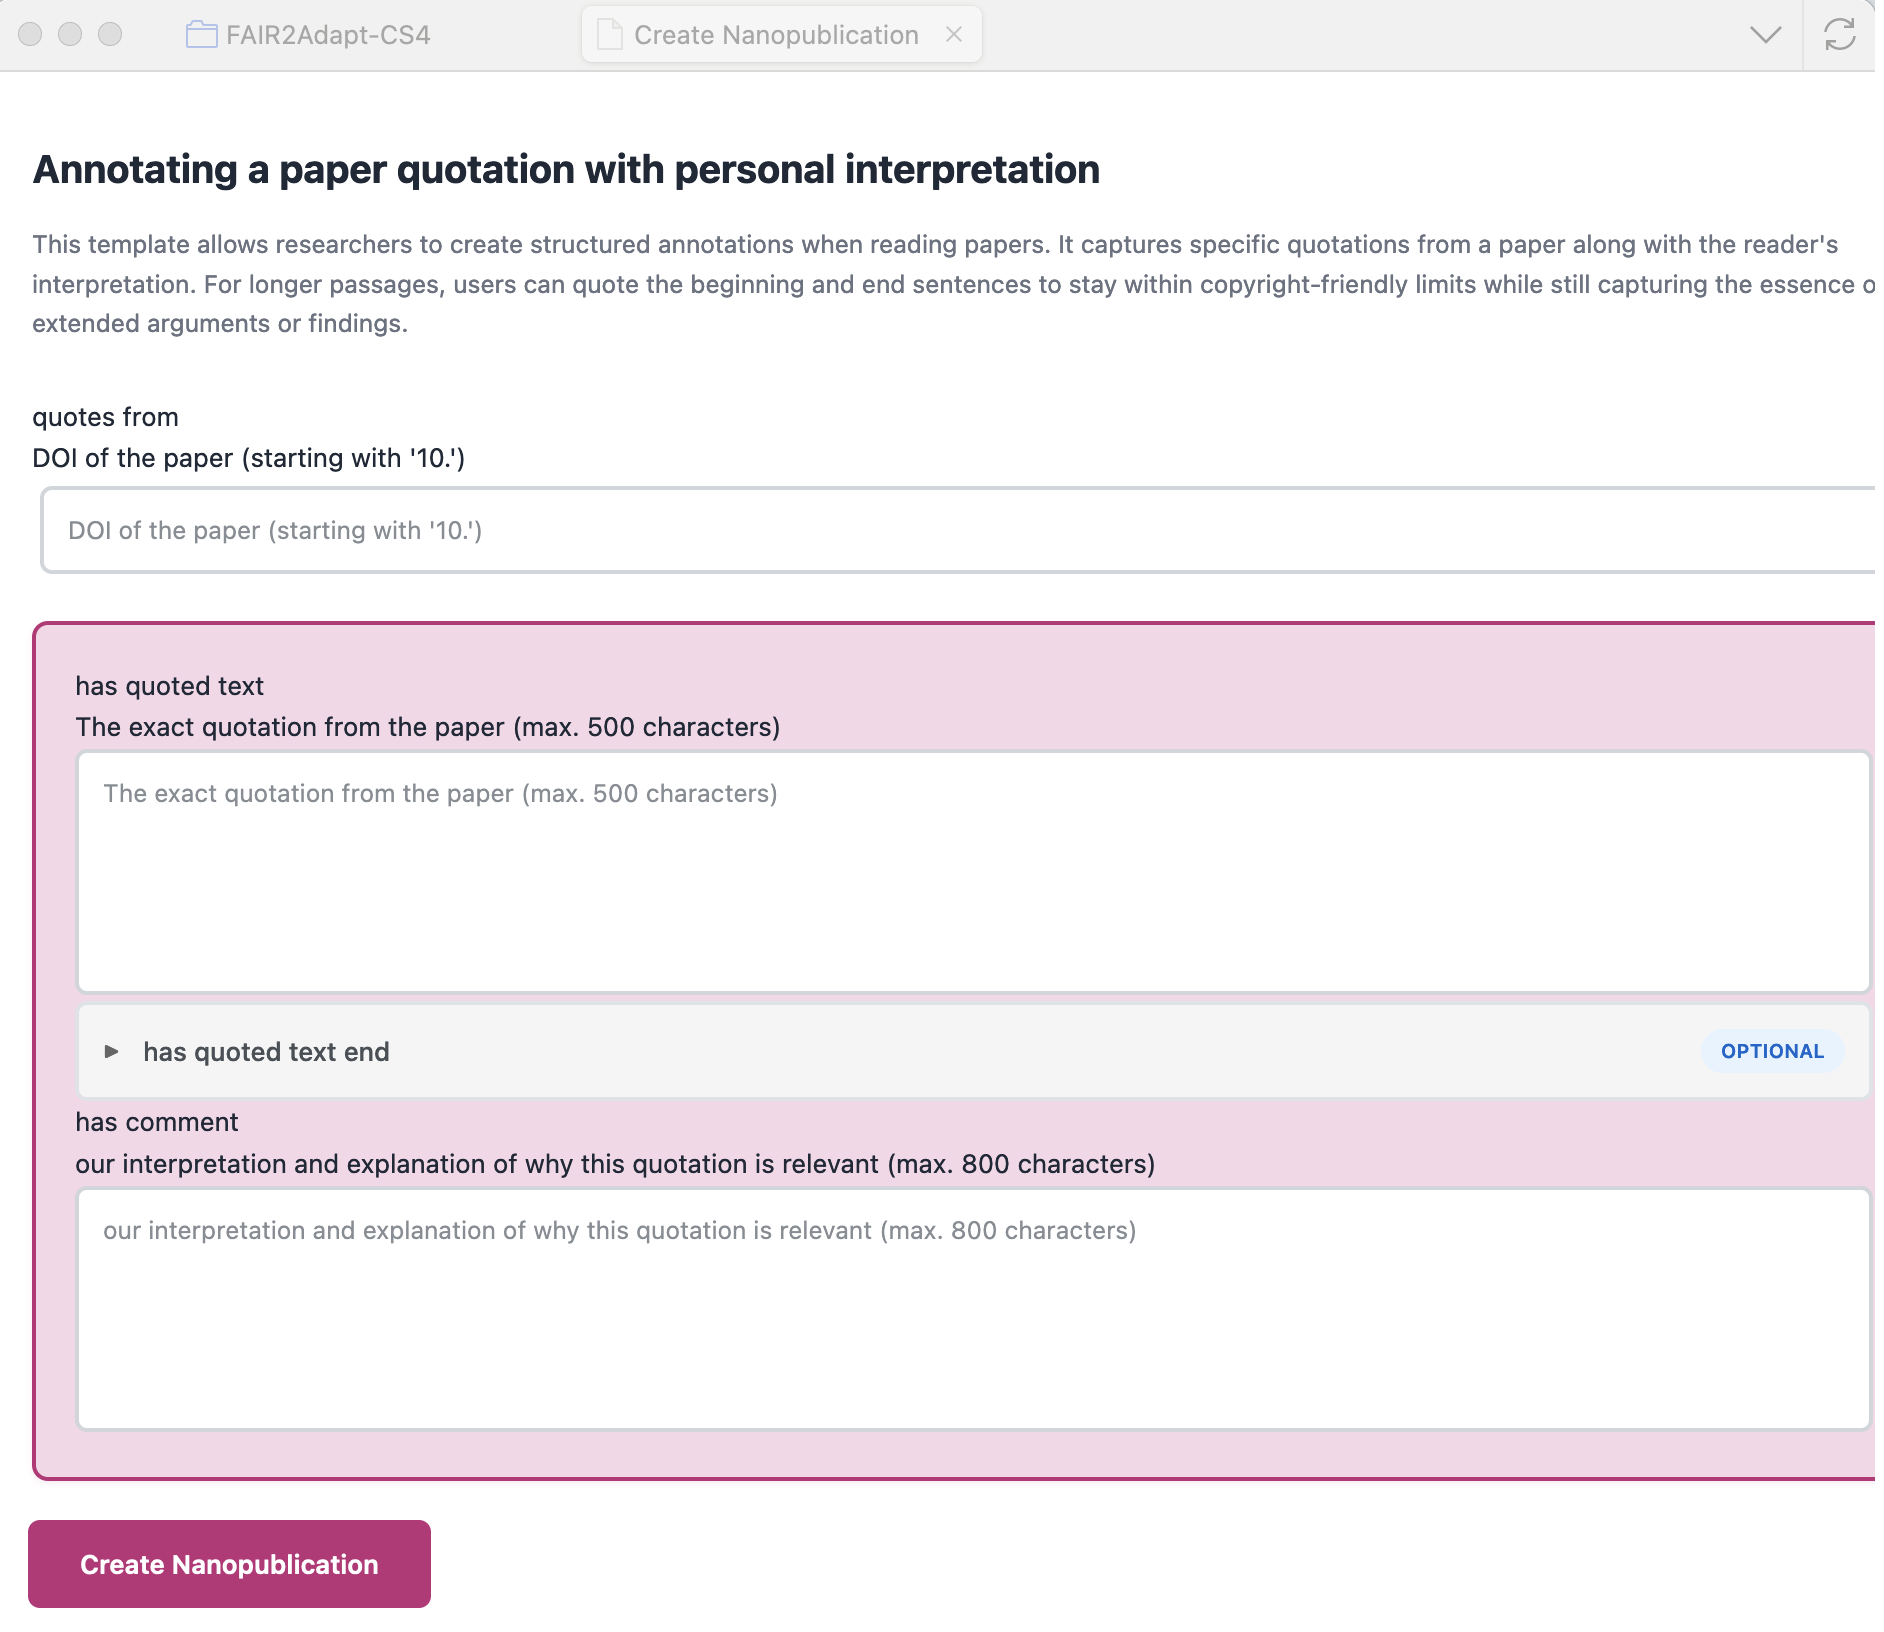 FAIR2Adapt-CS4
Create Nanopublication
Annotating a paper quotation with personal interpretation
This template allows researchers to create structured annotations when reading papers. It captures specific quotations from a paper along with the reader's
interpretation. For longer passages, users can quote the beginning and end sentences to stay within copyright-friendly limits while still capturing the essence o
extended arguments or findings.
quotes from
DOI of the paper (starting with '10.')
DOI of the paper (starting with '10.')
has quoted text
The exact quotation from the paper (max. 500 characters)
The exact quotation from the paper (max. 500 characters)
has quoted text end
OPTIONAL
has comment
our interpretation and explanation of why this quotation is relevant (max. 800 characters)
our interpretation and explanation of why this quotation is relevant (max. 800 characters)
Create Nanopublication